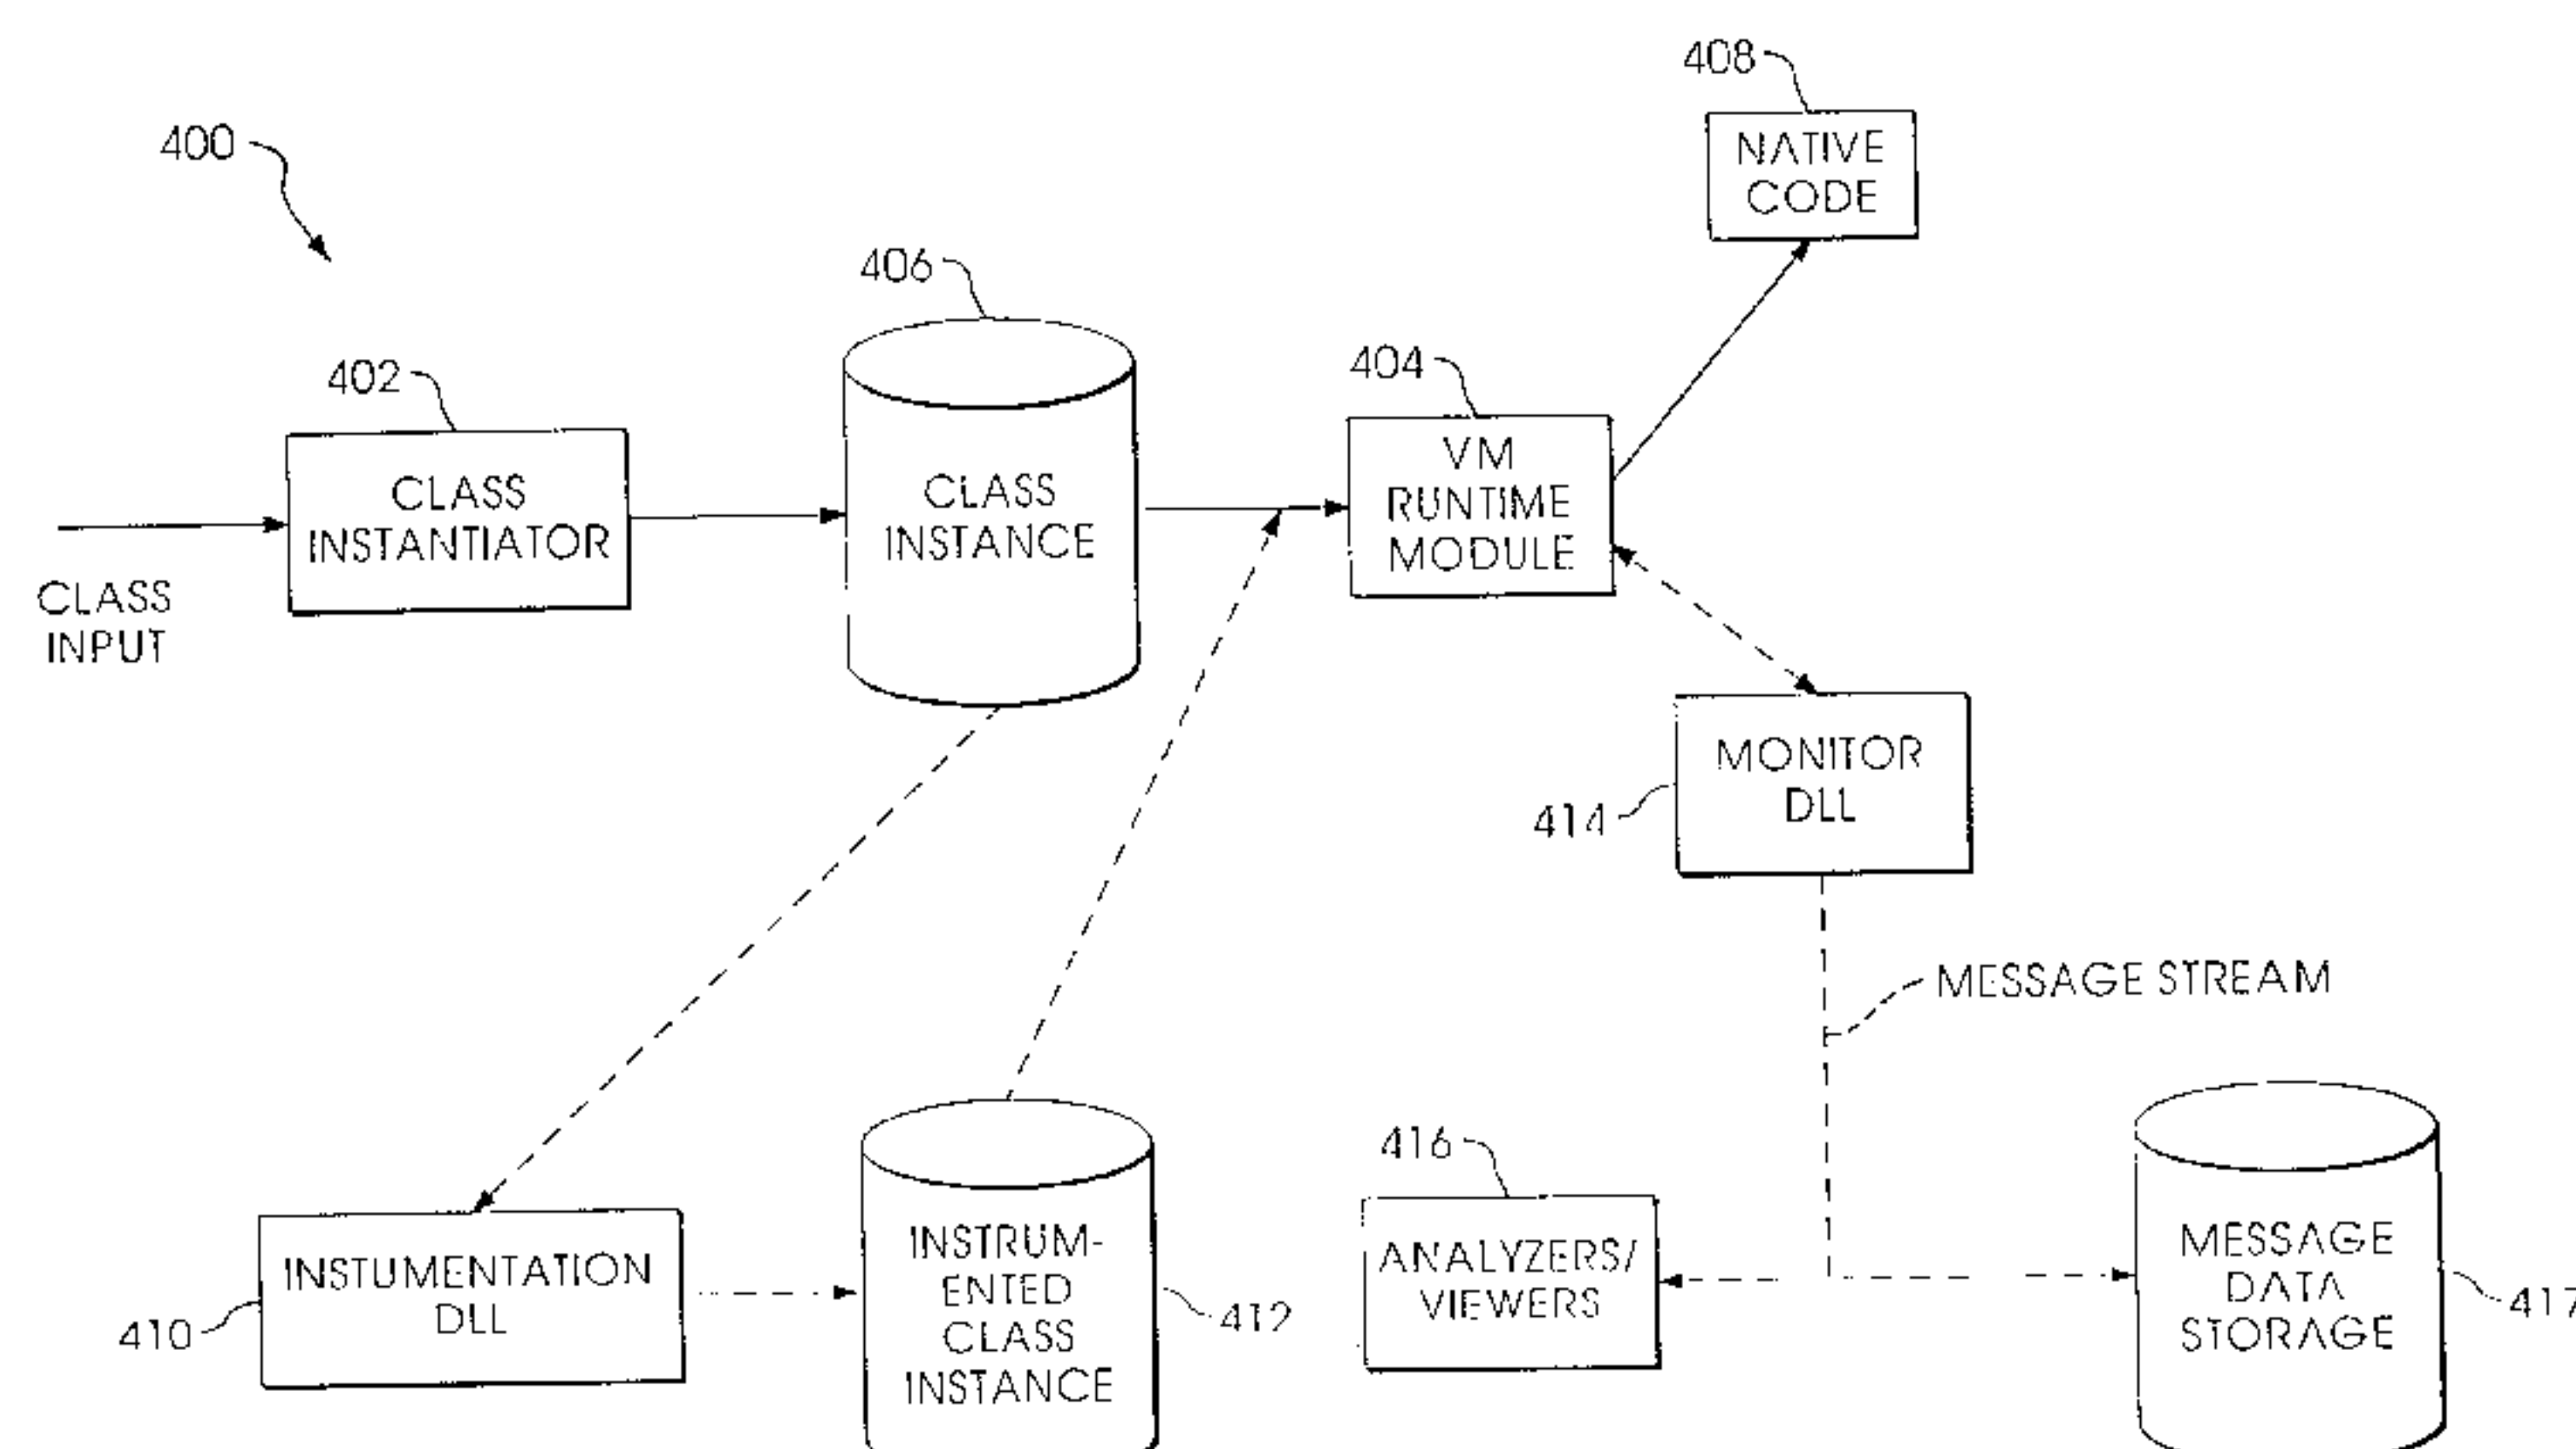 408
NATIVE
CODE
400
406
404
402
CLASS
INSTANTIATOR
CLASS
INSTANCE
VM
RUNTIME
MODULE
CLASS
INPUT
MONITOR
DLL
414
MESSAGE STREAM
416
INSTUMENTATION
DLL
410
INSTRUM-
ENTED
CLASS
INSTANCE
412
ANALYZERS/
VIEWERS
MESSAGE
DATA
STORAGE
417